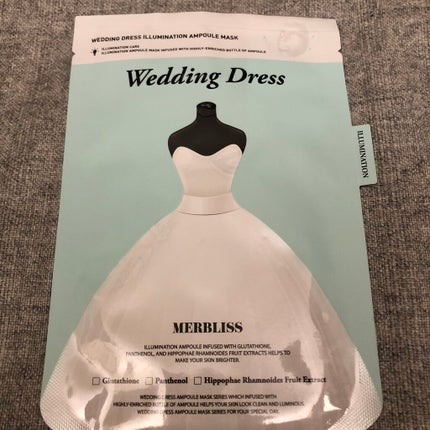 WEDDING DRESS ILLUMINATION AMPOULE MASK
ILLUMINATION CARE
ILLUMINATION AMPOULE MASK INFUSED WITH HIGHLY-ENRICHED BOTTLE OF AMPOULE
Wedding Dress
ILLUMINATION
MERBLISS
ILLUMINATION AMPOULE INFUSED WITH GLUTATHIONE,
PANTHENOL, AND HIPPOPHAE RHAMNOIDES FRUIT EXTRACTS HELPS TO
MAKE YOUR SKIN BRIGHTER.
Glutathione Panthenol Hippophae Rhamnoides Fruit Extract
WEDDING DRESS AMPOULE MASK SERIES WHICH INFUSED WITH
HIGHLY-ENRICHED BOTTLE OF AMPOULE HELPS YOUR SKIN LOOK CLEAN AND LUMINOUS.
WEDDING DRESS AMPOULE MASK SERIES FOR YOUR SPECIAL DAY.